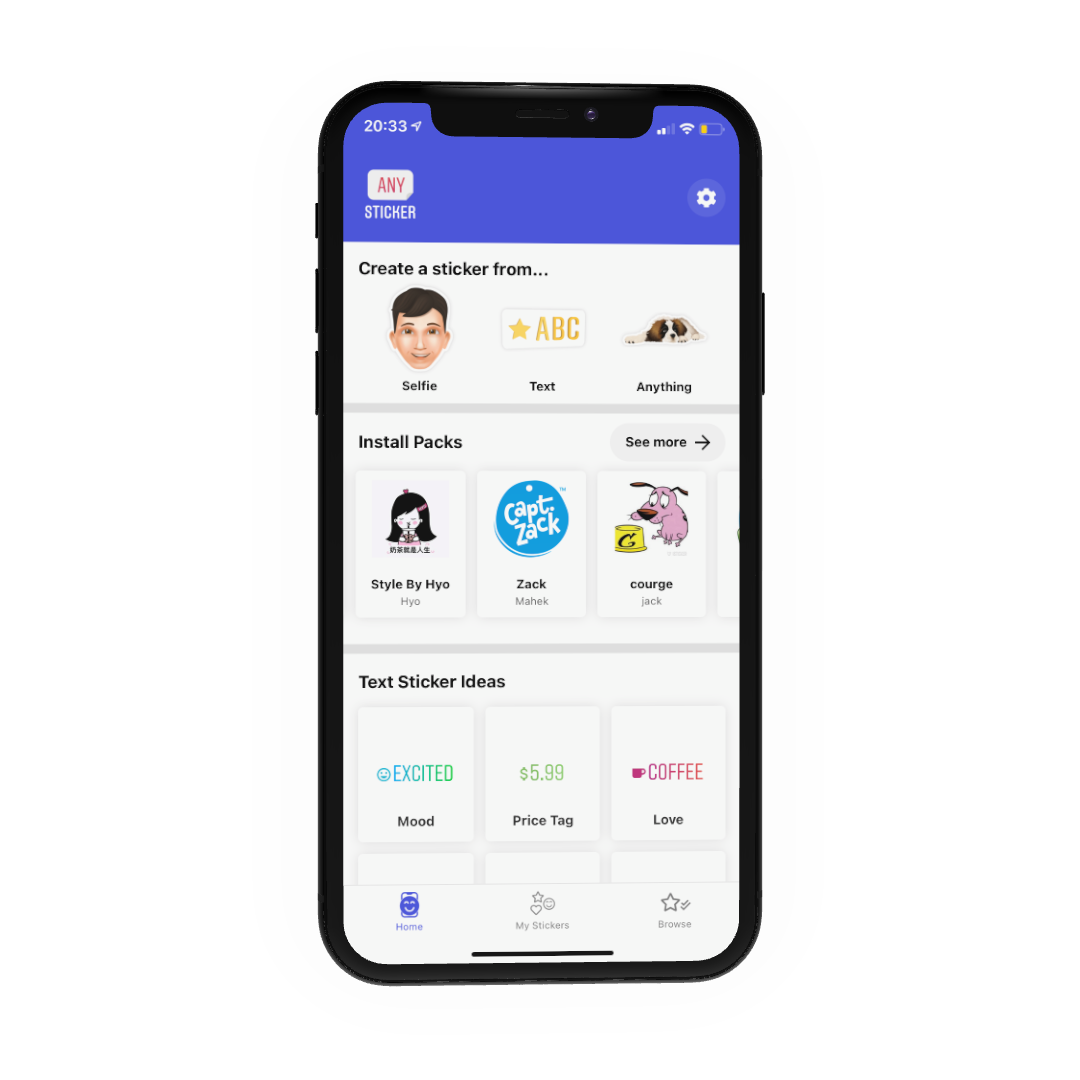 20:33
ANY
STICKER
Create a sticker from...
ABC
Selfie
Text
Anything
Install Packs
See more
奶茶就是人生
Capt.
Zack
TM
C
Style By Hyo
Zack
courge
Hyo
Mahek
jack
Text Sticker Ideas
EXCITED
$5.99
COFFEE
Mood
Price Tag
Love
Home
My Stickers
Browse